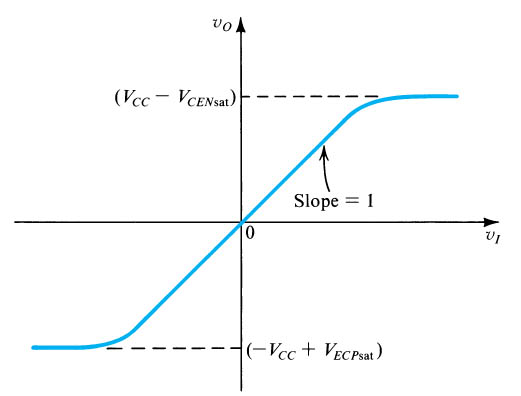 v_O
(V_CC − V_CENsat)
Slope = 1
0
v_I
(−V_CC + V_ECPsat)